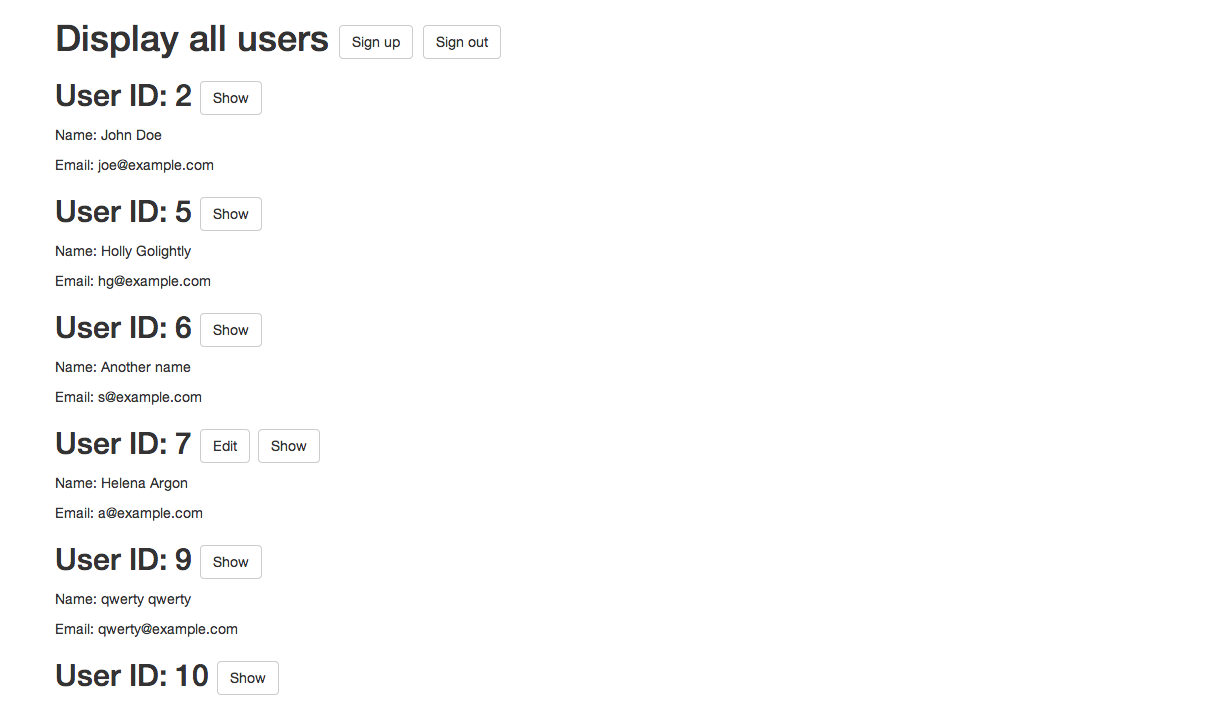 Display all users Sign up Sign out
User ID: 2 Show
Name: John Doe
Email: joe@example.com
User ID: 5 Show
Name: Holly Golightly
Email: hg@example.com
User ID: 6 Show
Name: Another name
Email: s@example.com
User ID: 7 Edit Show
Name: Helena Argon
Email: a@example.com
User ID: 9 Show
Name: qwerty qwerty
Email: qwerty@example.com
User ID: 10 Show